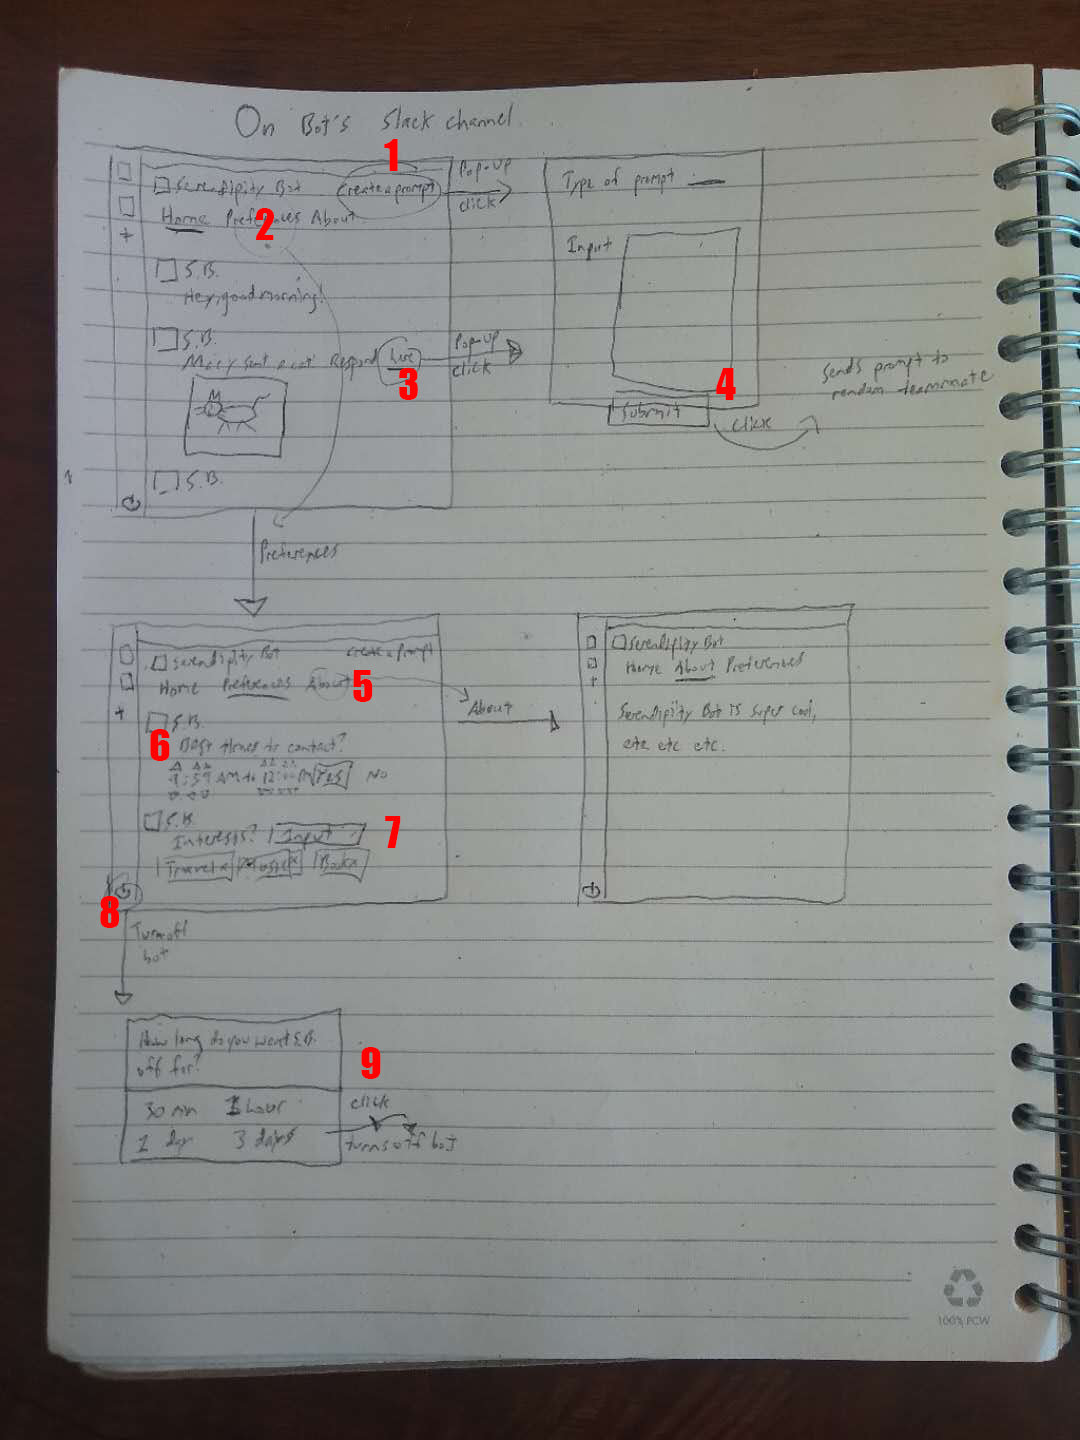 On Bot's Slack channel
1
Serendipity Bot
create a prompt
Home Preferences About
2
S.B.
Hey, good morning!
S.B.
sent a cat Respond here
3
S.B.
Pop-up
click
Pop-up
click
Type of prompt
Input
4
Submit
click
Sends prompt to
random teammate
Preferences
Serendipity Bot
create a prompt
Home Preferences About
5
S.B.
6
Best times to contact?
9:59 AM to 12:00 Yes No
S.B.
Interests? Input
7
Travel x Music x Book x
8
About
Serendipity Bot
Home About Preferences
Serendipity Bot is super cool,
etc etc etc.
Turn off
bot
How long do you want S.B.
off for?
9
30 min 1 hour
1 day 3 days
click
turns off bot
100% PCW